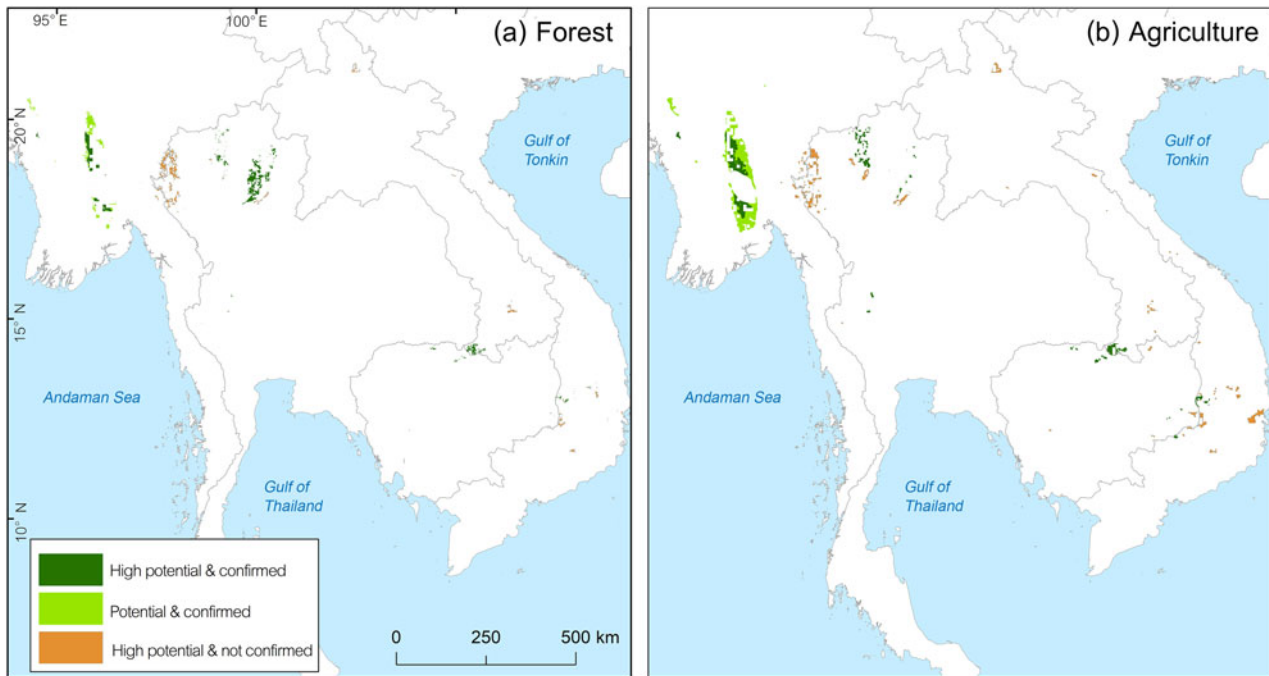 95° E
100° E
(a) Forest
20° N
Gulf of
Tonkin
15° N
Andaman Sea
Gulf of
Thailand
10° N
High potential & confirmed
Potential & confirmed
High potential & not confirmed
0 250 500 km
(b) Agriculture
Gulf of
Tonkin
Andaman Sea
Gulf of
Thailand